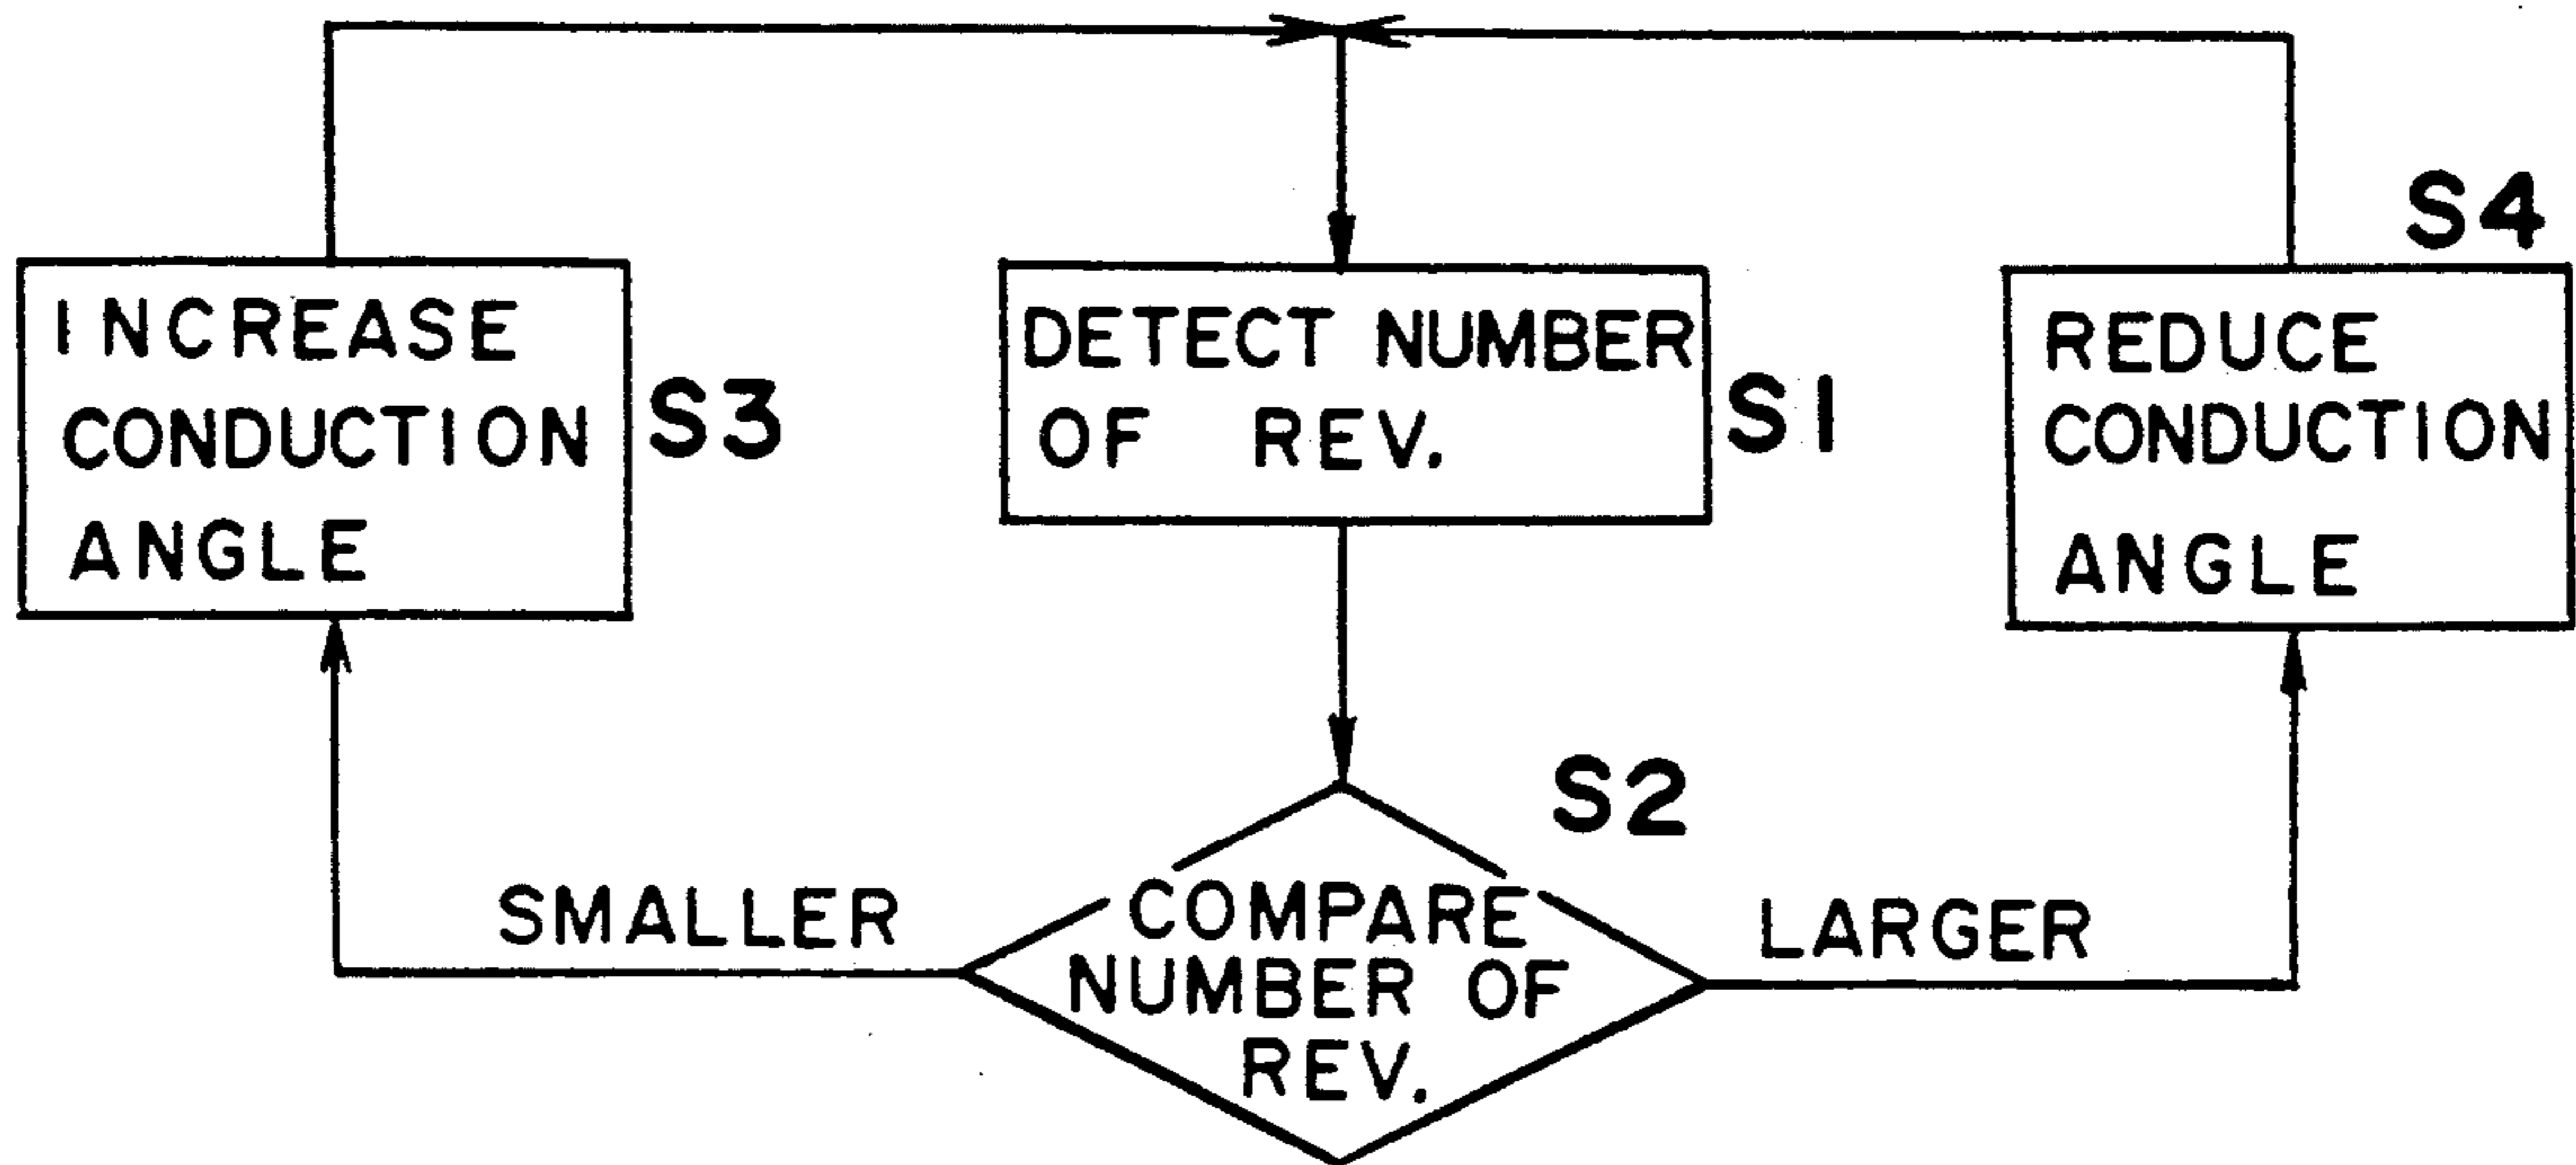 INCREASE
CONDUCTION
ANGLE
S3
DETECT NUMBER
OF REV.
S1
S4
REDUCE
CONDUCTION
ANGLE
S2
SMALLER
COMPARE
NUMBER OF
REV.
LARGER